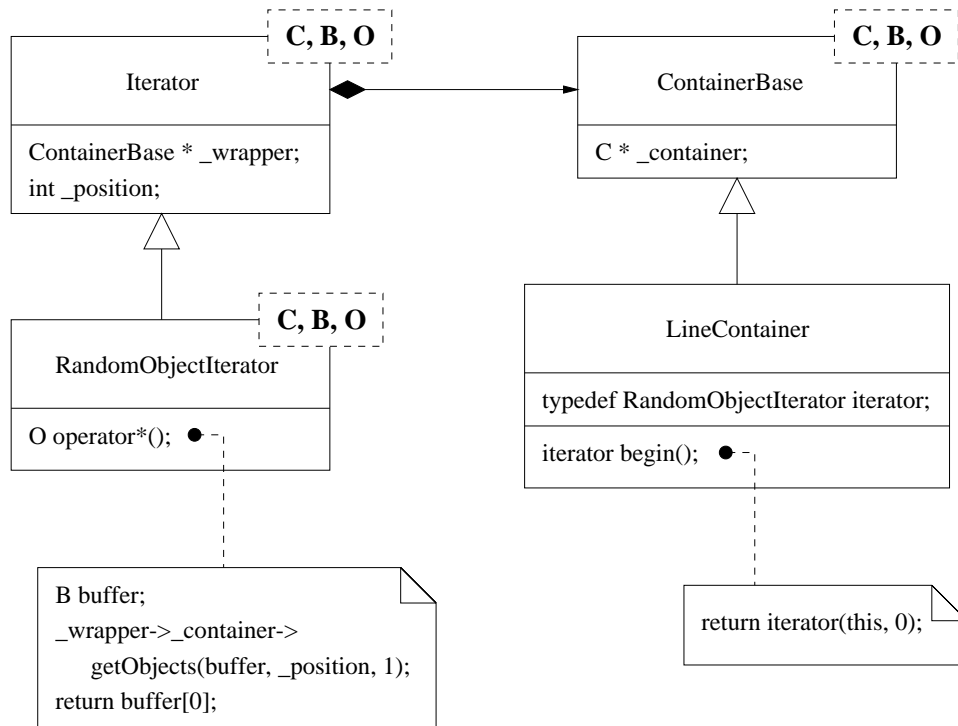 C, B, O
Iterator
ContainerBase * _wrapper;
int _position;
C, B, O
ContainerBase
C * _container;
C, B, O
RandomObjectIterator
O operator*();
LineContainer
typedef RandomObjectIterator iterator;
iterator begin();
B buffer;
_wrapper->_container->
getObjects(buffer, _position, 1);
return buffer[0];
return iterator(this, 0);